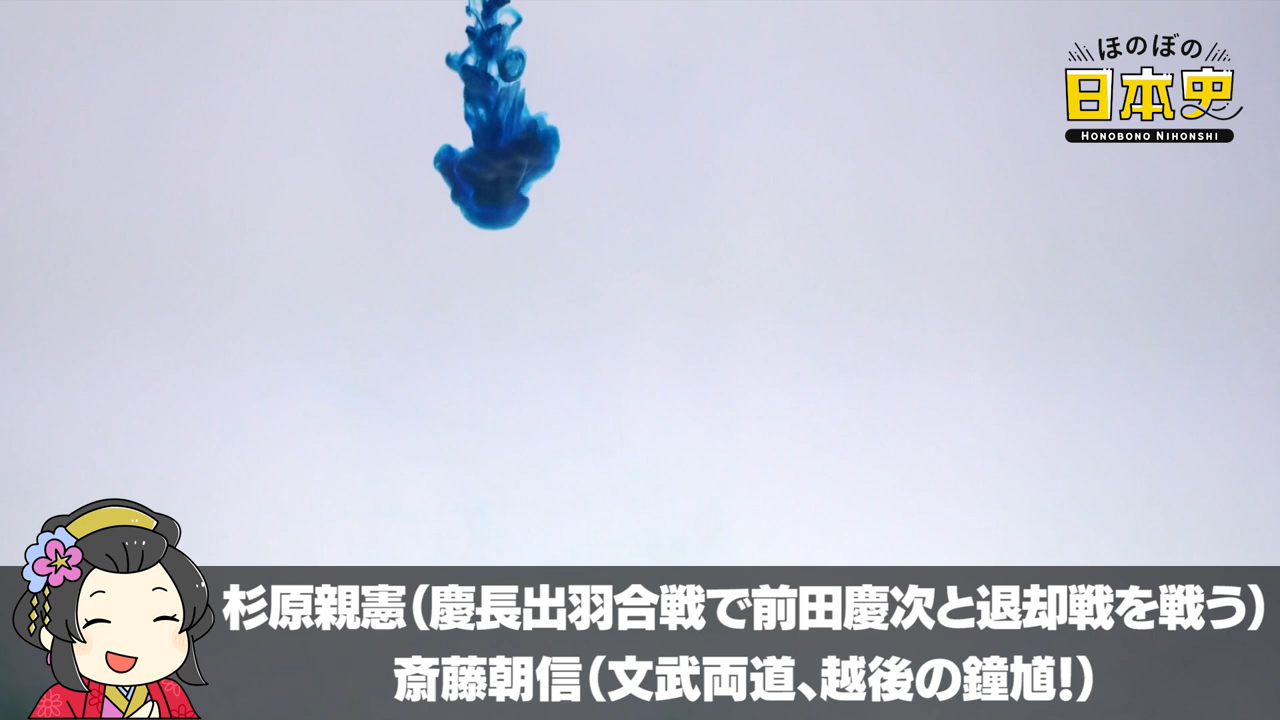 ほのぼの
日本史
HONOBONO NIHONSHI
杉原親憲(慶長出羽合戦で前田慶次と退却戦を戦う)
斎藤朝信(文武両道、越後の鐘馗!)